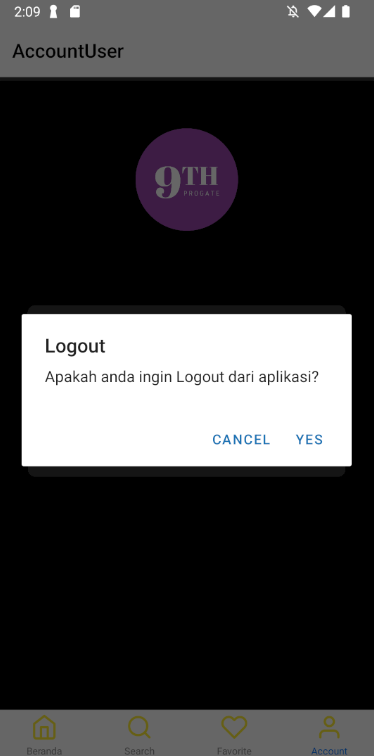 2:09
AccountUser
9TH
PROGATE
Logout
Apakah anda ingin Logout dari aplikasi?
CANCEL YES
Beranda Search Favorite Account